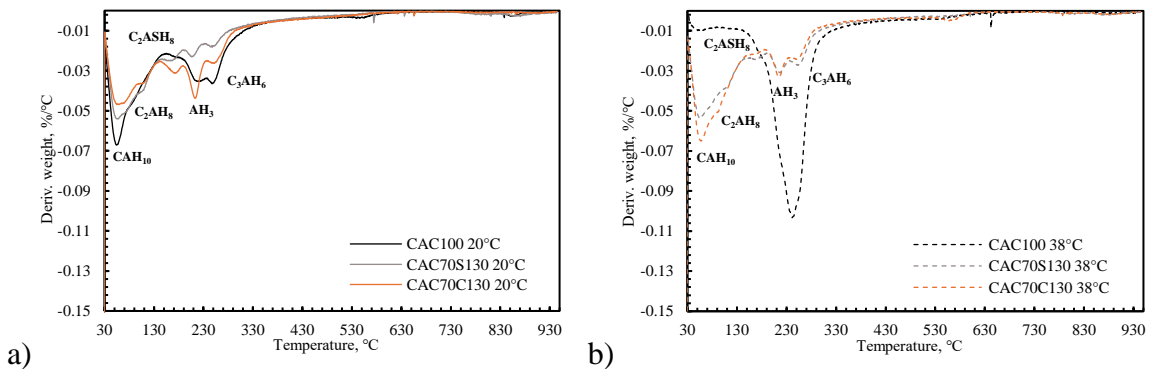 -0.01
-0.03
-0.05
-0.07
-0.09
-0.11
-0.13
-0.15
Deriv. weight, %/°C
C₂ASH₈
C₃AH₆
C₂AH₈
AH₃
CAH₁₀
CAC100 20°C
CAC70S130 20°C
CAC70C130 20°C
30 130 230 330 430 530 630 730 830 930
Temperature, °C
a)
-0.01
-0.03
-0.05
-0.07
-0.09
-0.11
-0.13
-0.15
Deriv. weight, %/°C
C₂ASH₈
C₃AH₆
AH₃
C₂AH₈
CAH₁₀
CAC100 38°C
CAC70S130 38°C
CAC70C130 38°C
30 130 230 330 430 530 630 730 830 930
Temperature, °C
b)